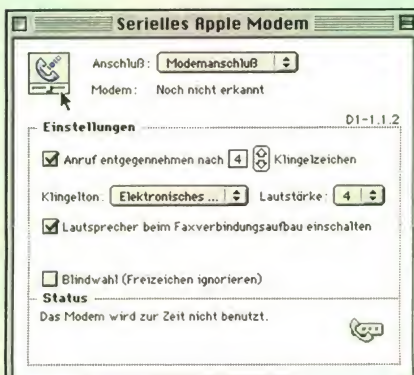 Serielles Apple Modem
Anschluß: Modemanschluß
Modem: Noch nicht erkannt
D1-1.1.2
Einstellungen
Anruf entgegennehmen nach 4 Klingelzeichen
Klingelton: Elektronisches ... Lautstärke: 4
Lautsprecher beim Faxverbindungsaufbau einschalten
Blindwahl (Freizeichen ignorieren)
Status
Das Modem wird zur Zeit nicht benutzt.